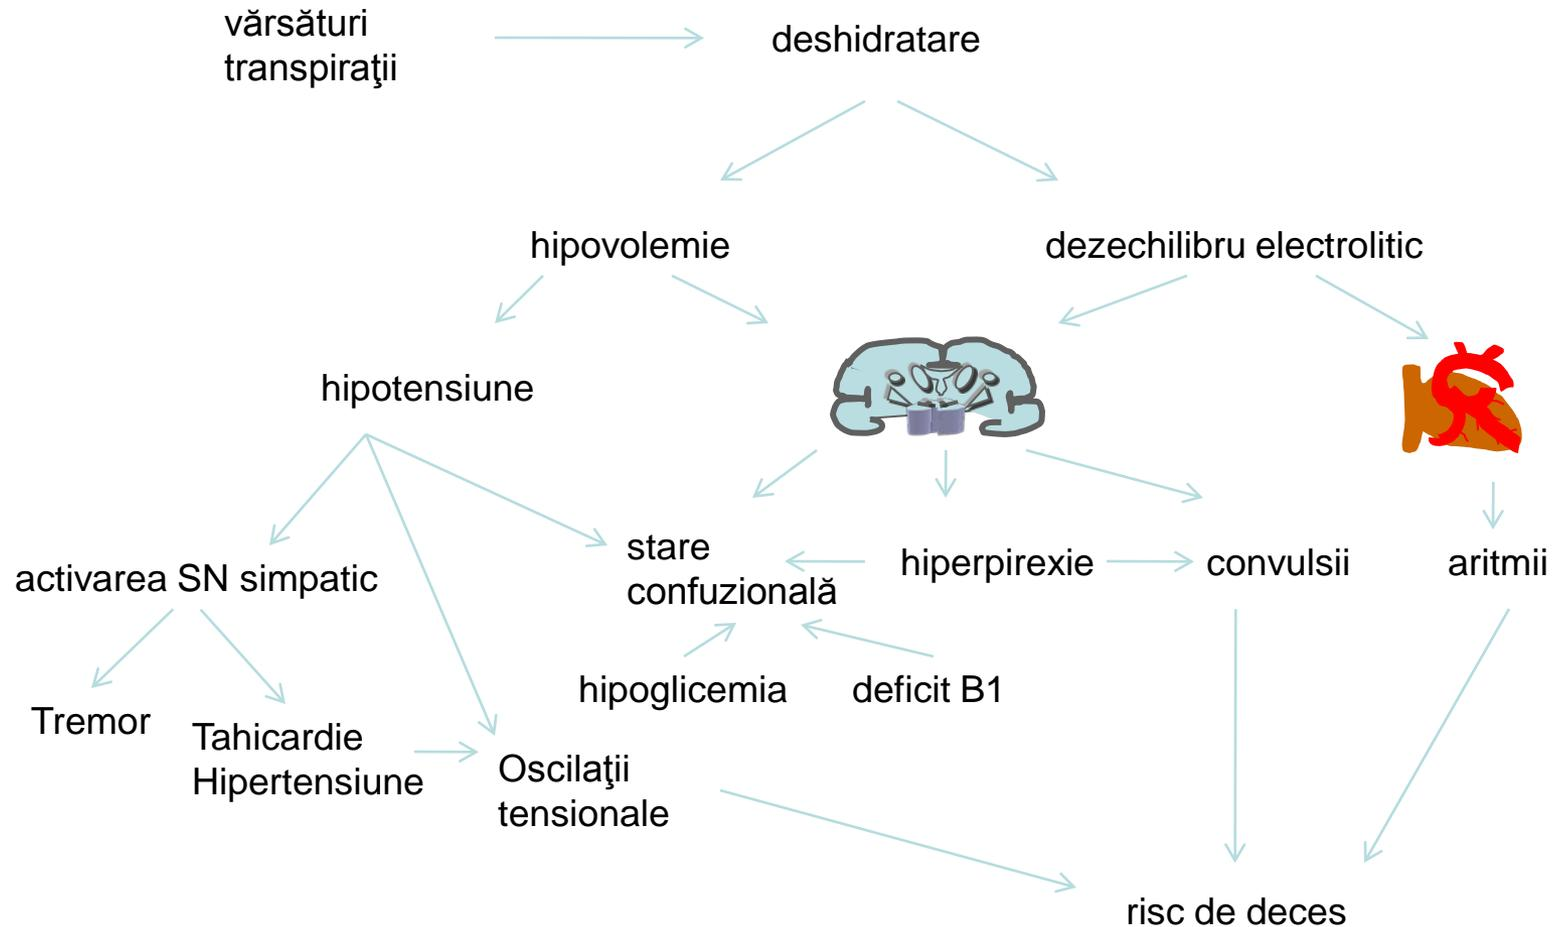 vărsături
transpiraţii
deshidratare
hipovolemie
dezechilibru electrolitic
hipotensiune
activarea SN simpatic
stare
confuzională
hiperpirexie
convulsii
aritmii
hipoglicemia
deficit B1
Tremor
Tahicardie
Hipertensiune
Oscilaţii
tensionale
risc de deces